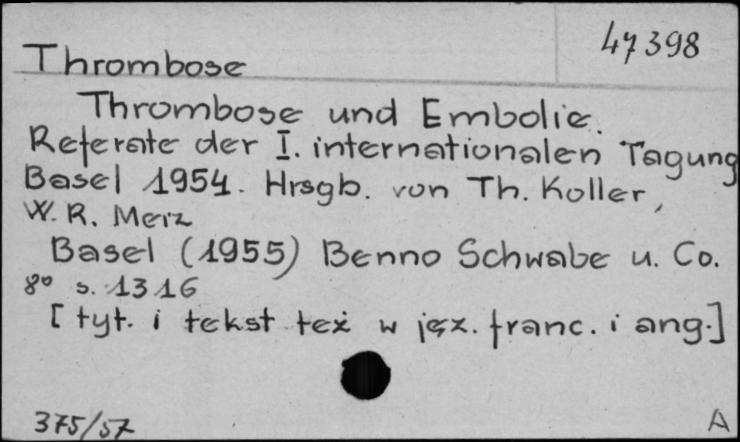 47398
Thrombose
Thrombose und Embolie.
Referate der I. internationalen Tagung
Basel 1954. Hrsgb. von Th. Koller,
W. R. Merz
Basel (1955) Benno Schwabe u. Co.
8° s. 1316
[tyt. i tekst też w jęz. franc. i ang.]
375/57
A